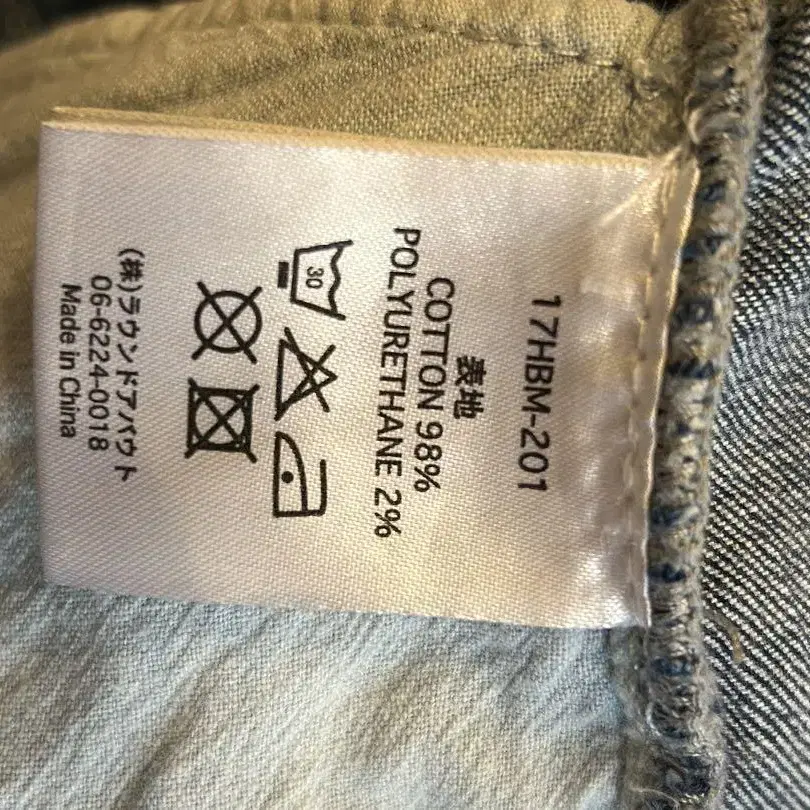 17HBM-201
表地
COTTON 98%
POLYURETHANE 2%
30
(株)ラウンドアバウト
06-6224-0018
Made in China